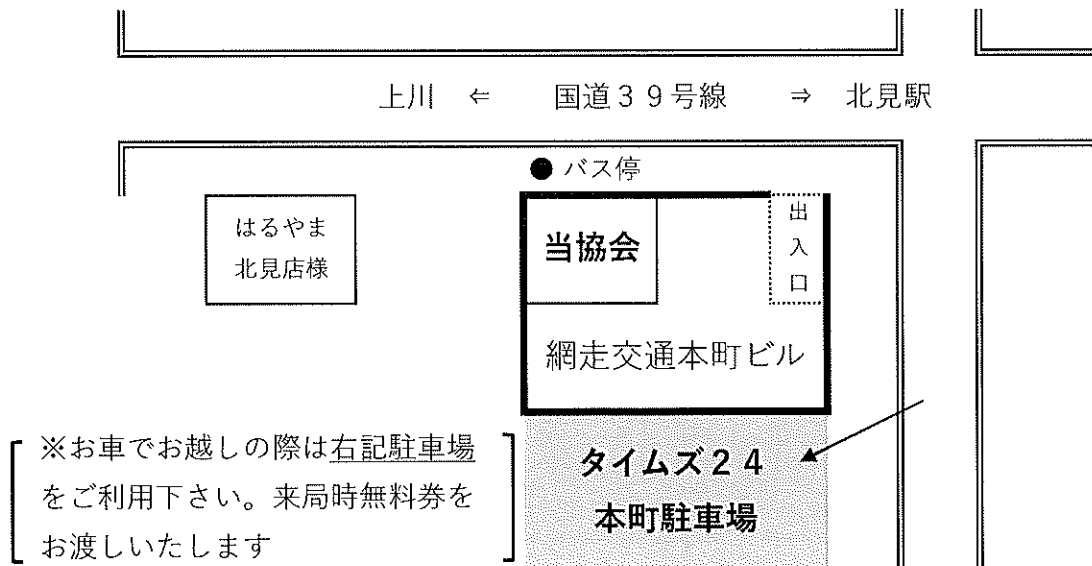 上川 ⇐ 国道３９号線 ⇒ 北見駅
● バス停
はるやま
北見店様
当協会
出
入
口
網走交通本町ビル
※お車でお越しの際は右記駐車場
をご利用下さい。来局時無料券を
お渡しいたします
タイムズ２４
本町駐車場